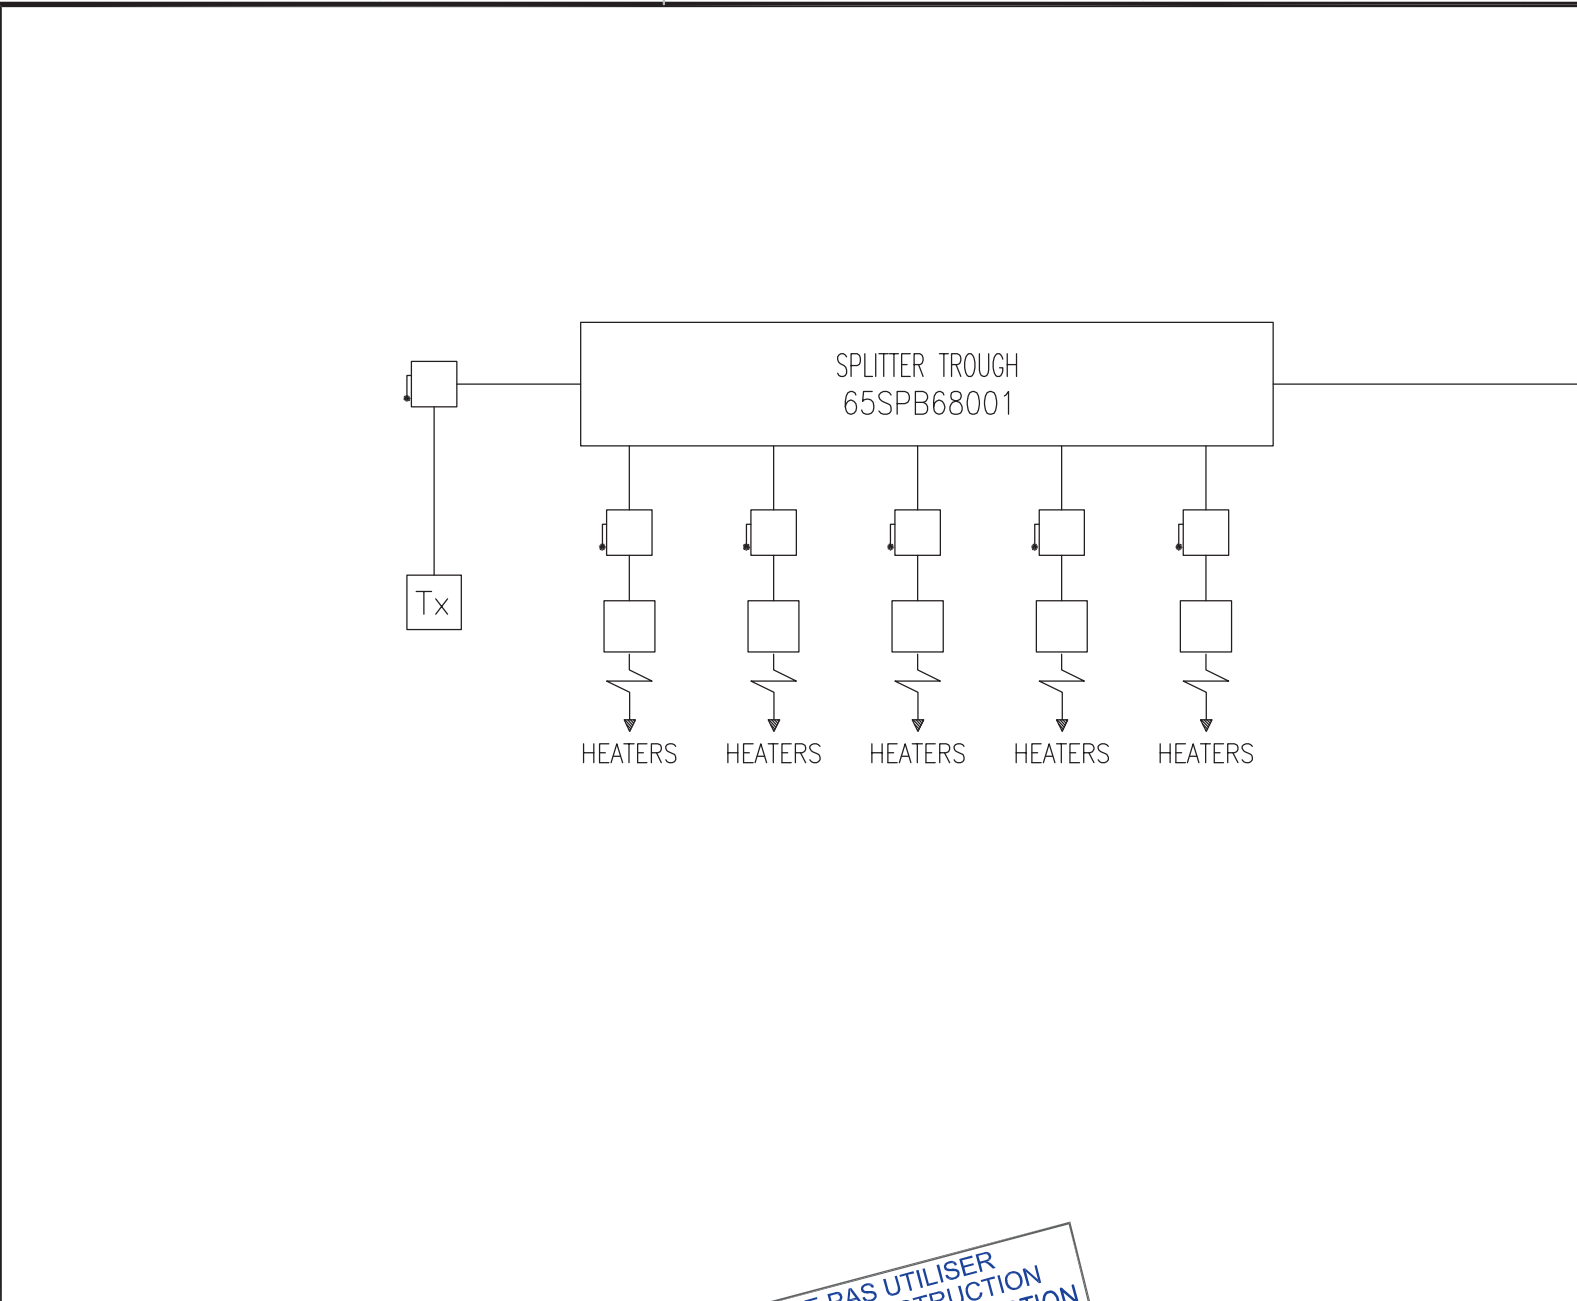 SPLITTER TROUGH
65SPB68001
Tx
HEATERS HEATERS HEATERS HEATERS HEATERS
PAS UTILISER